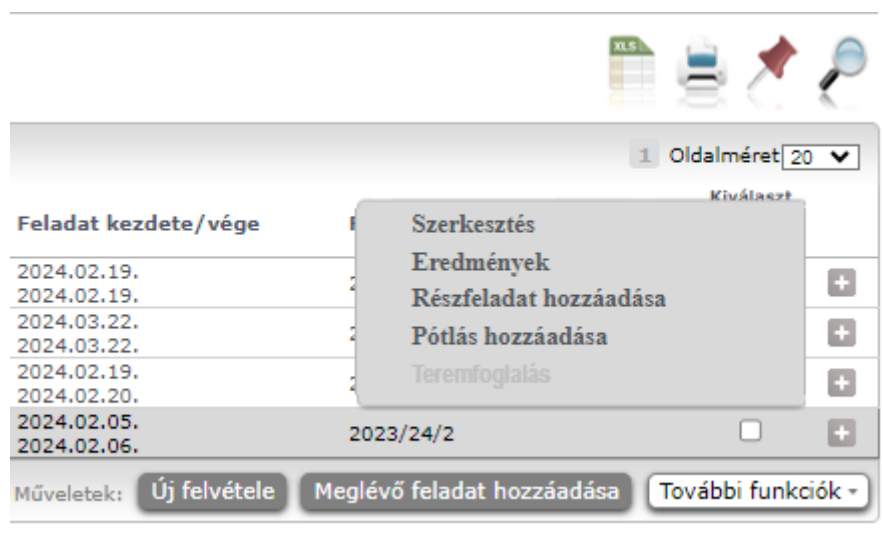 XLS
1 Oldalméret 20
Kiválaszt
Feladat kezdete/vége
Szerkesztés
Eredmények
Részfeladat hozzáadása
Pótlás hozzáadása
Teremfoglalás
2024.02.19.
2024.02.19.
2024.03.22.
2024.03.22.
2024.02.19.
2024.02.20.
2024.02.05.
2024.02.06.
2023/24/2
Műveletek: Új felvétele Meglévő feladat hozzáadása További funkciók